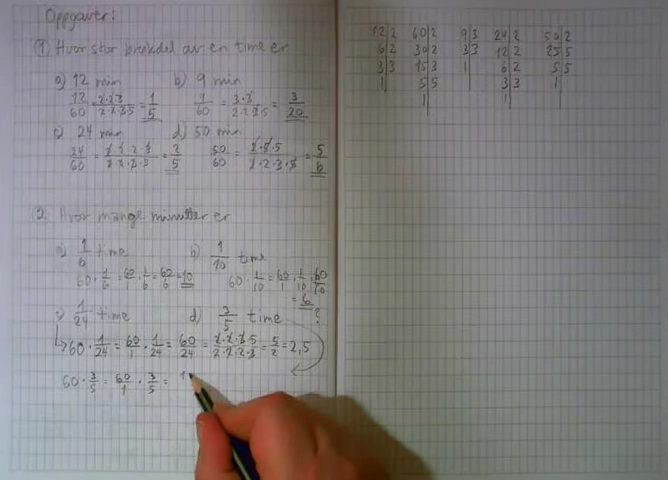 Oppgaver:
1) Hvor stor brøkdel av en time er
a) 12 min b) 9 min
12/60 = 2·2·3/2·2·3·5 = 1/5 9/60 = 3·3/2·2·3·5 = 3/20
c) 24 min d) 50 min
24/60 = 2·2·2·3/2·2·3·5 = 2/5 50/60 = 2·5·5/2·2·3·5 = 5/6
2) Hvor mange minutter er
a) 1/6 time b) 1/10 time
60·1/6 = 60/1·1/6 = 60/6 = 10 60·1/10 = 60/1·1/10 = 60/10
= 6
c) 1/24 time d) 3/5 time ?
60·1/24 = 60/1·1/24 = 60/24 = 2·2·3·5/2·2·2·3 = 5/2 = 2,5
60·3/5 = 60/1·3/5 = 1
12|2 60|2 9|3 24|2 50|2
6|2 30|2 3|3 12|2 25|5
3|3 15|3 1| 6|2 5|5
1| 5|5 3|3 1|
1| 1|